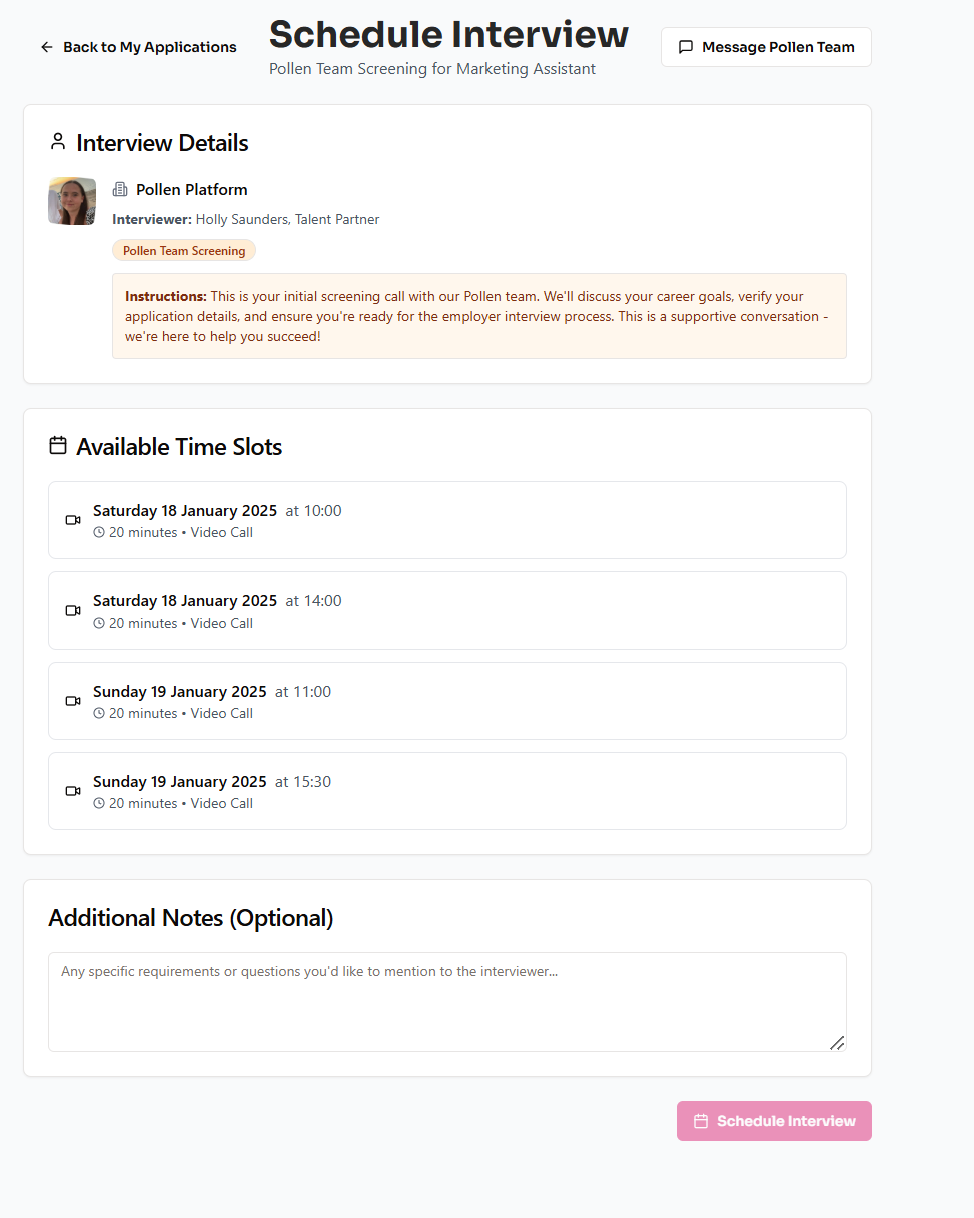 Back to My Applications
Schedule Interview
Pollen Team Screening for Marketing Assistant
Message Pollen Team
Interview Details
Pollen Platform
Interviewer: Holly Saunders, Talent Partner
Pollen Team Screening
Instructions: This is your initial screening call with our Pollen team. We'll discuss your career goals, verify your
application details, and ensure you're ready for the employer interview process. This is a supportive conversation -
we're here to help you succeed!
Available Time Slots
Saturday 18 January 2025 at 10:00
20 minutes • Video Call
Saturday 18 January 2025 at 14:00
20 minutes • Video Call
Sunday 19 January 2025 at 11:00
20 minutes • Video Call
Sunday 19 January 2025 at 15:30
20 minutes • Video Call
Additional Notes (Optional)
Any specific requirements or questions you'd like to mention to the interviewer...
Schedule Interview